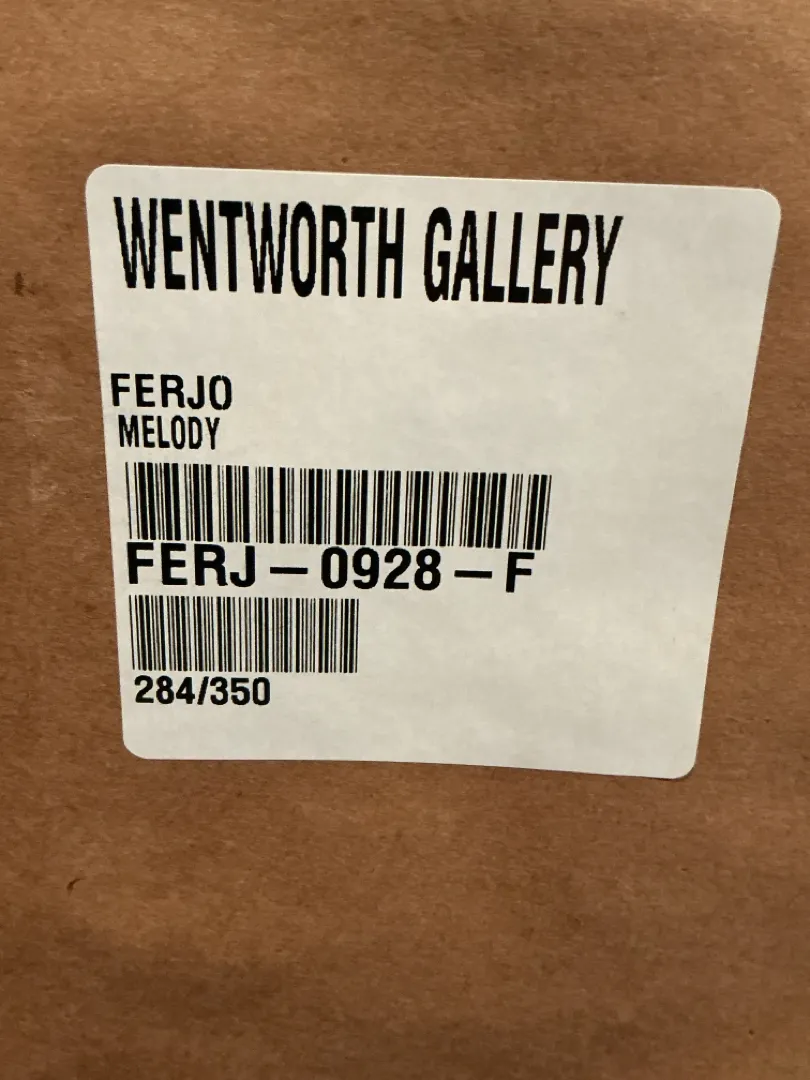 WENTWORTH GALLERY
FERJO
MELODY
FERJ-0928-F
284/350